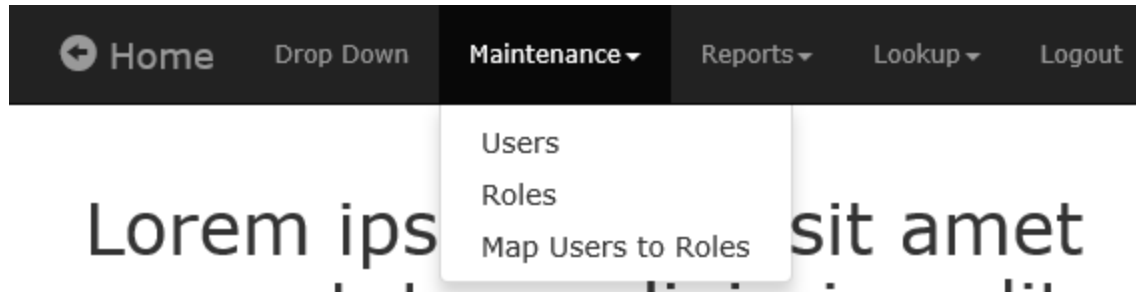 Home Drop Down Maintenance Reports Lookup Logout
Users
Roles
Map Users to Roles
Lorem ips sit amet